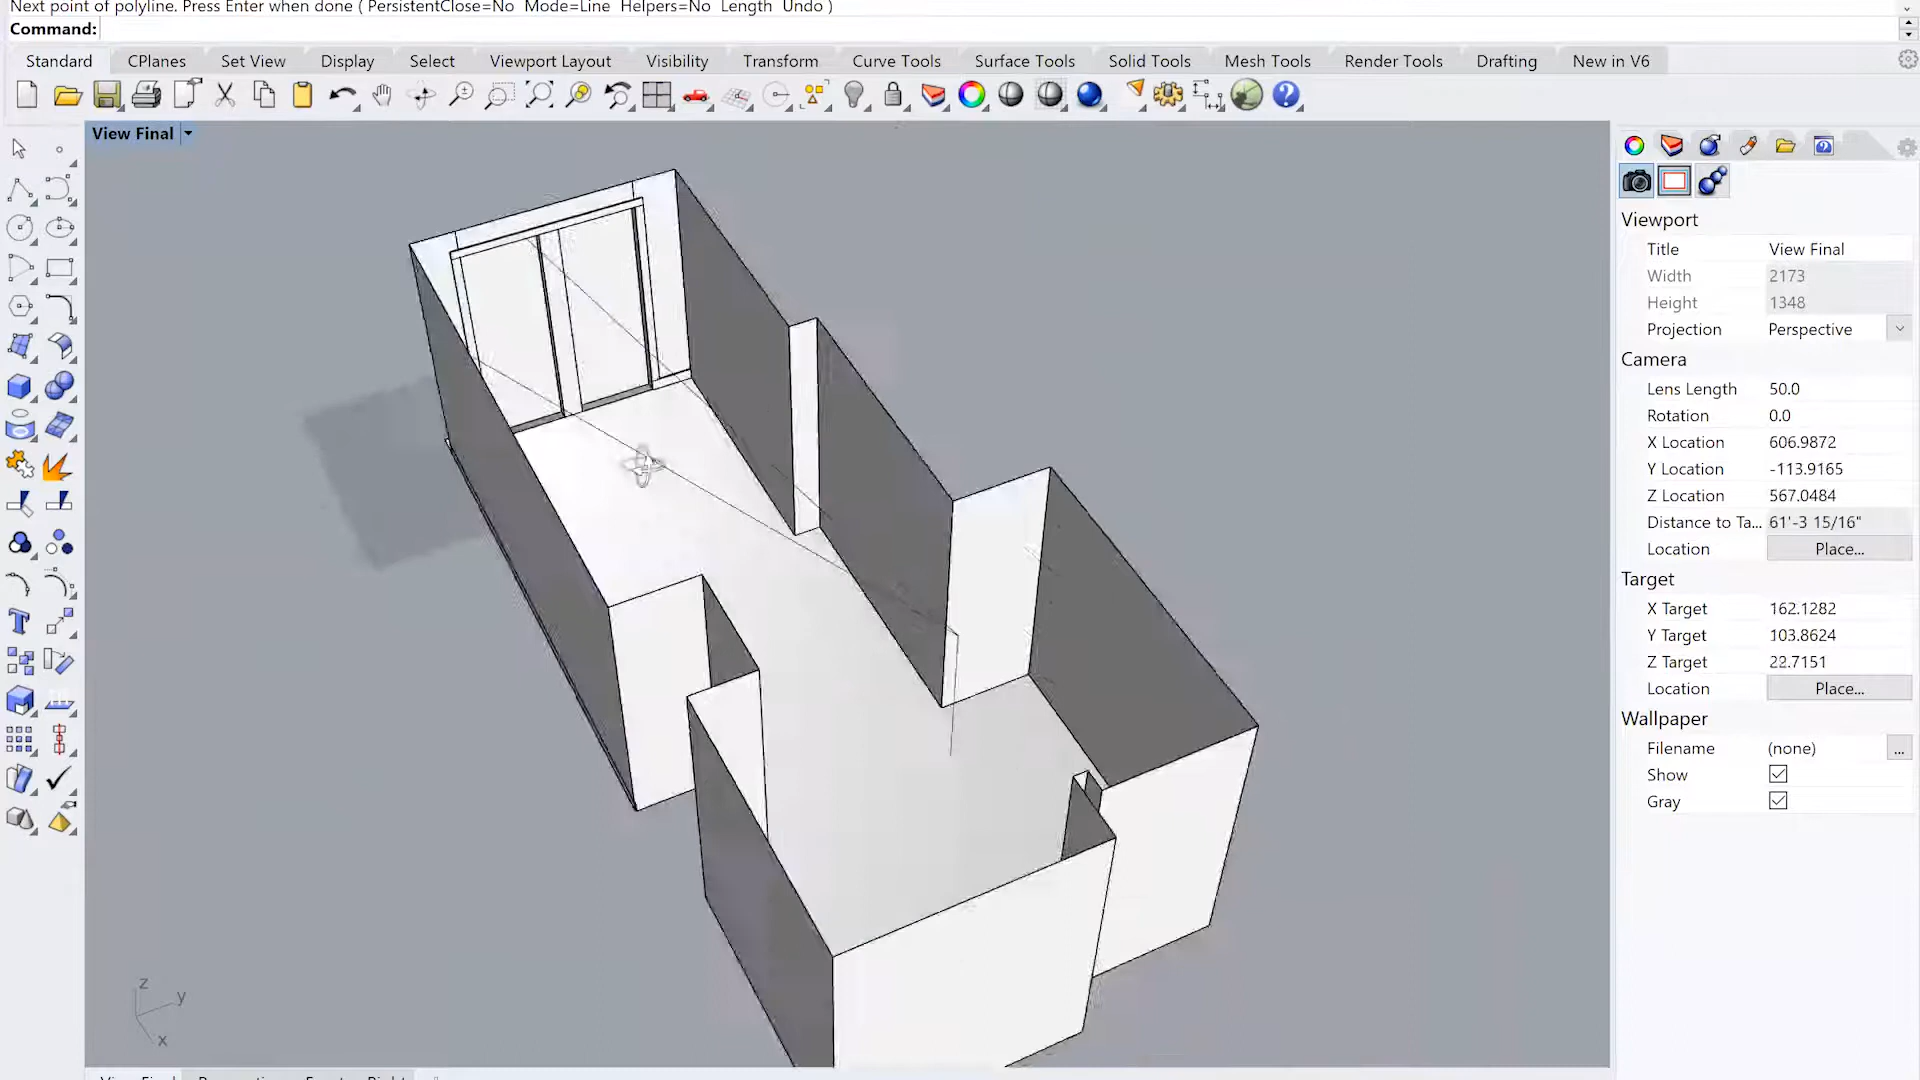 Next point of polyline. Press Enter when done ( PersistentClose=No Mode=Line Helpers=No Length Undo )
Command:
Standard CPlanes Set View Display Select Viewport Layout Visibility Transform Curve Tools Surface Tools Solid Tools Mesh Tools Render Tools Drafting New in V6
View Final
Viewport
Title View Final
Width 2173
Height 1348
Projection Perspective
Camera
Lens Length 50.0
Rotation 0.0
X Location 606.9872
Y Location -113.9165
Z Location 567.0484
Distance to Ta... 61'-3 15/16"
Location Place...
Target
X Target 162.1282
Y Target 103.8624
Z Target 22.7151
Location Place...
Wallpaper
Filename (none) ...
Show
Gray
z
y
x